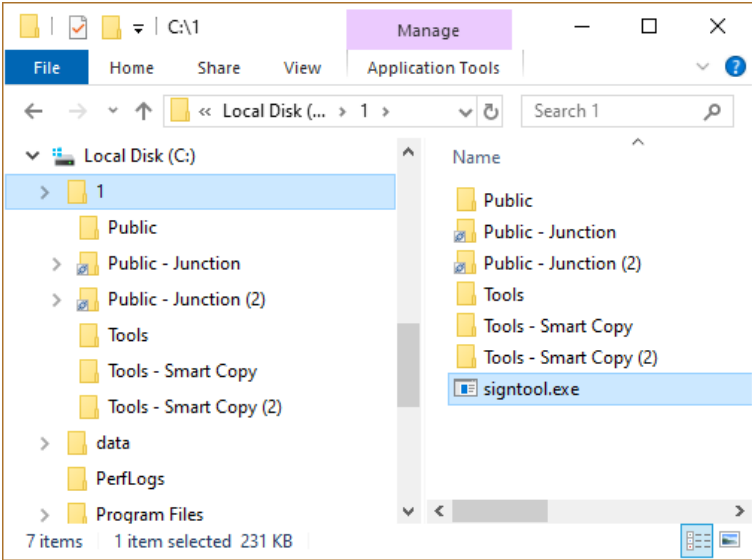 C:\1
Manage
File
Home
Share
View
Application Tools
?
« Local Disk (... › 1 ›
Search 1
Local Disk (C:)
1
Public
Public - Junction
Public - Junction (2)
Tools
Tools - Smart Copy
Tools - Smart Copy (2)
data
PerfLogs
Program Files
Name
Public
Public - Junction
Public - Junction (2)
Tools
Tools - Smart Copy
Tools - Smart Copy (2)
signtool.exe
7 items
1 item selected 231 KB